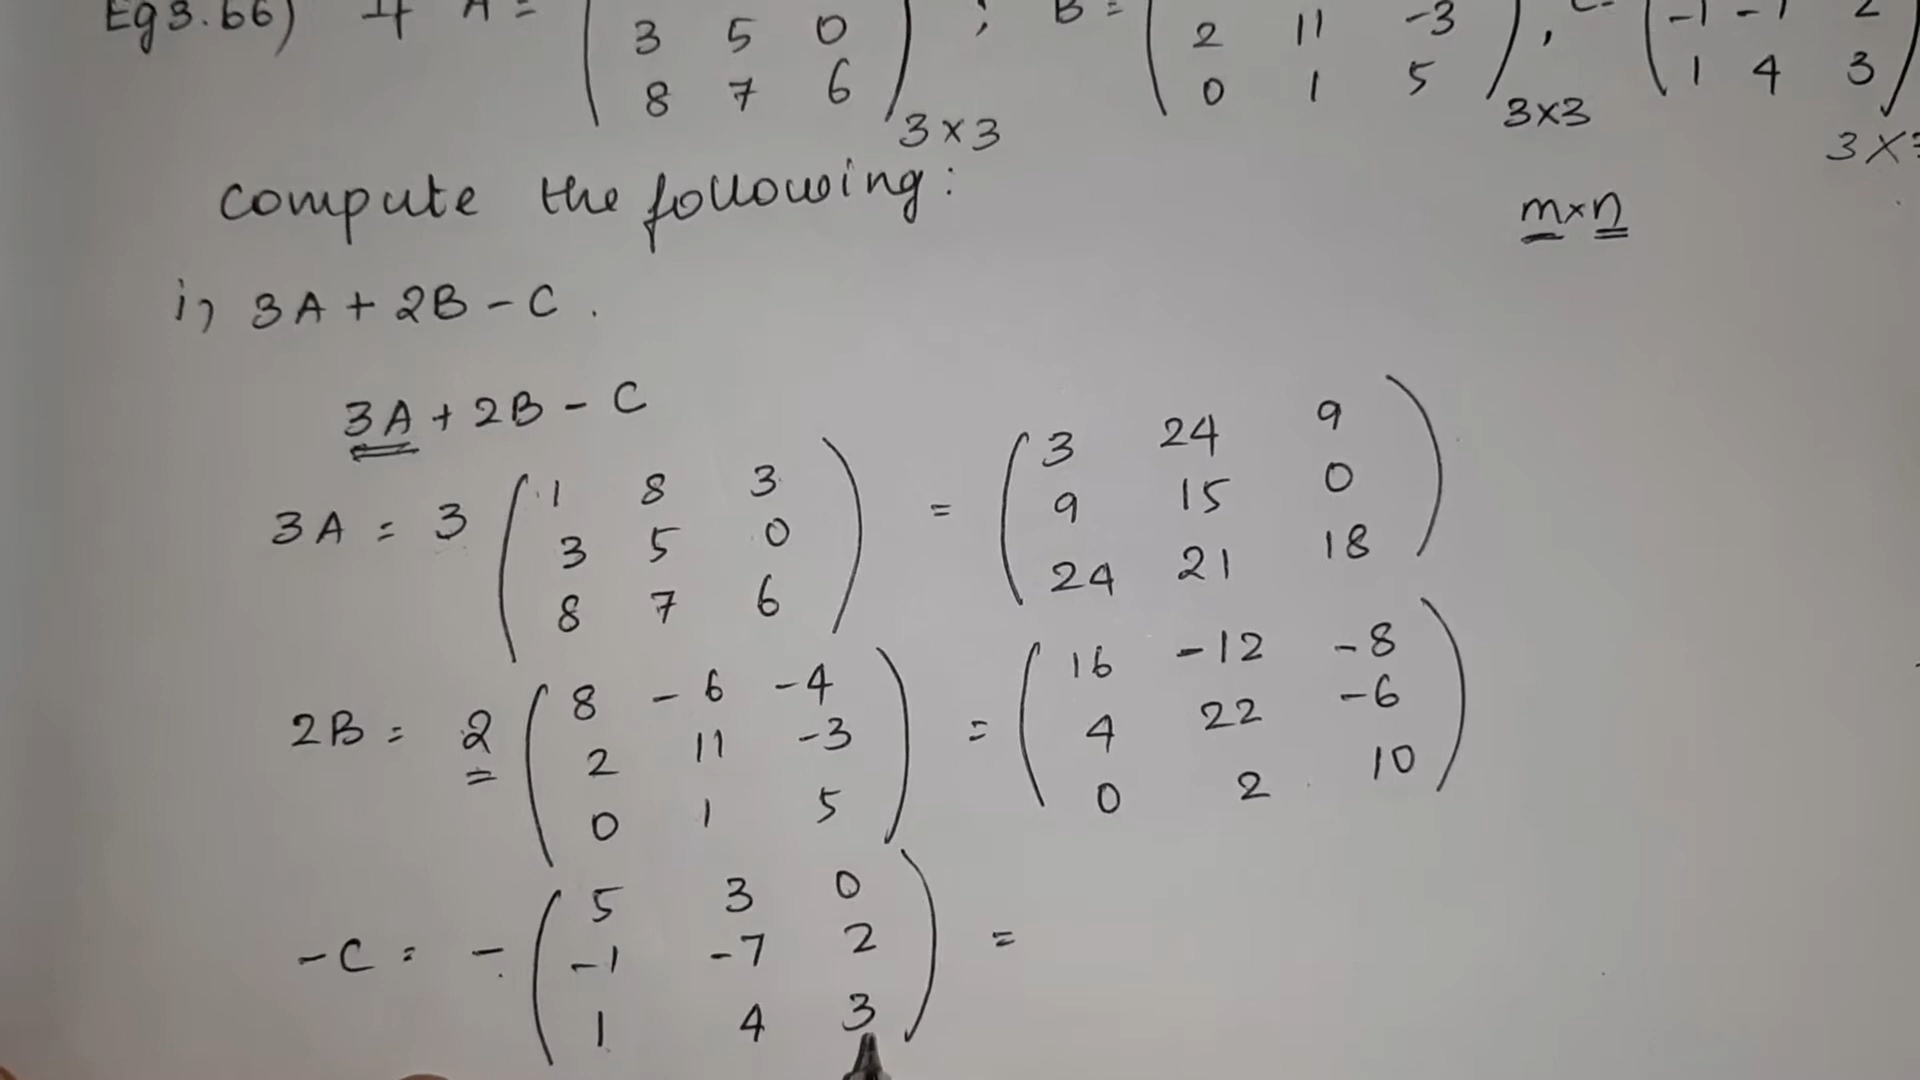 Eg 3.66) If A = ( ; B = ( , C = (
3 5 0 2 11 -3 -1 2
8 7 6 ) 3×3 0 1 5 ) 3×3 1 4 3 ) 3×
compute the following: m×n
i) 3A + 2B - C .
3A + 2B - C
3A = 3 ( 1 8 3 = ( 3 24 9
3 5 0 9 15 0
8 7 6 ) 24 21 18 )
2B = 2 ( 8 -6 -4 = ( 16 -12 -8
2 11 -3 4 22 -6
0 1 5 ) 0 2 10 )
-C = - ( 5 3 0 =
-1 -7 2
1 4 3 )